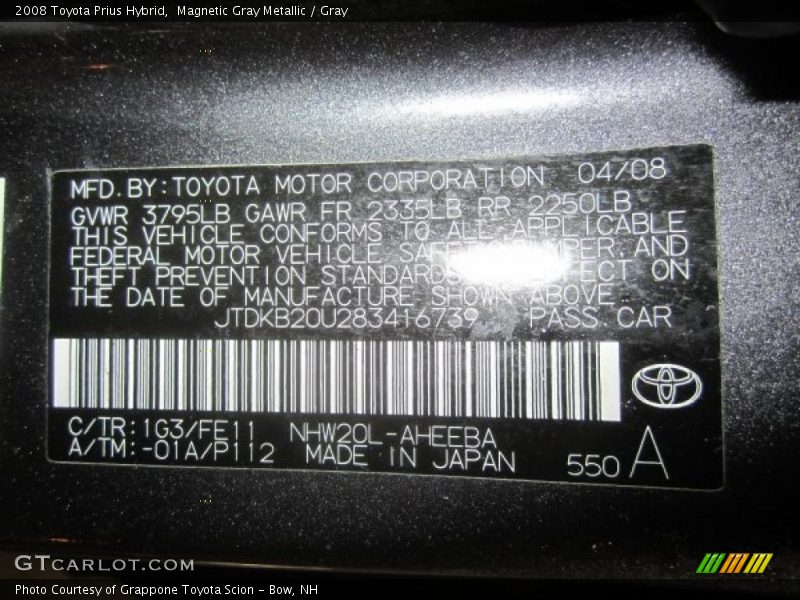 2008 Toyota Prius Hybrid,  Magnetic Gray Metallic / Gray
MFD. BY: TOYOTA MOTOR CORPORATION 04/08
GVWR 3795LB GAWR FR 2335LB RR 2250LB
THIS VEHICLE CONFORMS TO ALL APPLICABLE
FEDERAL MOTOR VEHICLE AND
THEFT PREVENTION ON
THE DATE OF MANUFACTURE SHOWN ABOVE
JTDKB20U283416739 PASS CAR
C/TR: 1G3/FE11 NHW20L-AHEEBA
A/TM: -01A/P112 MADE IN JAPAN
550 A
GTCARLOT.COM
Photo Courtesy of Grappone Toyota Scion - Bow, NH